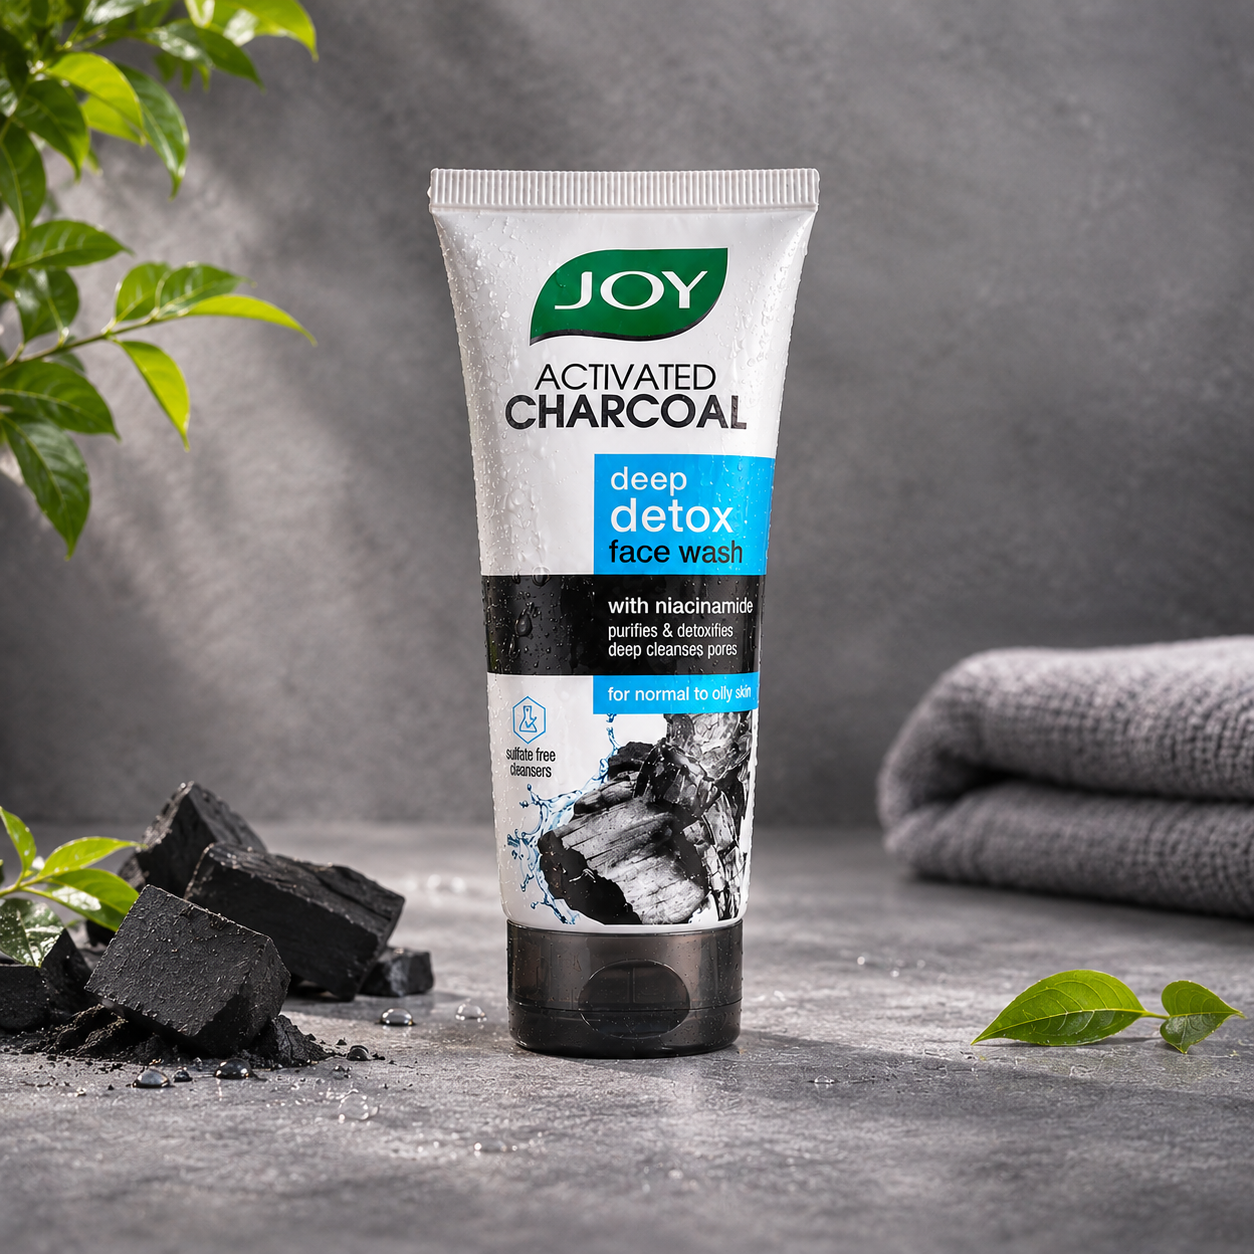 JOY
ACTIVATED
CHARCOAL
deep
detox
face wash
with niacinamide
purifies & detoxifies
deep cleanses pores
for normal to oily skin
sulfate free
cleansers